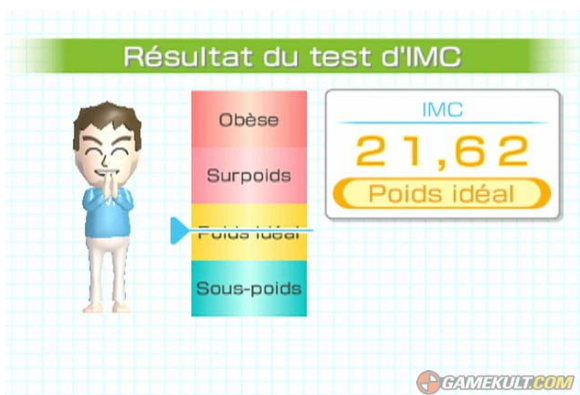 Résultat du test d'IMC
Obèse
Surpoids
Poids idéal
Sous-poids
IMC
21,62
Poids idéal
GAMEKULT.COM